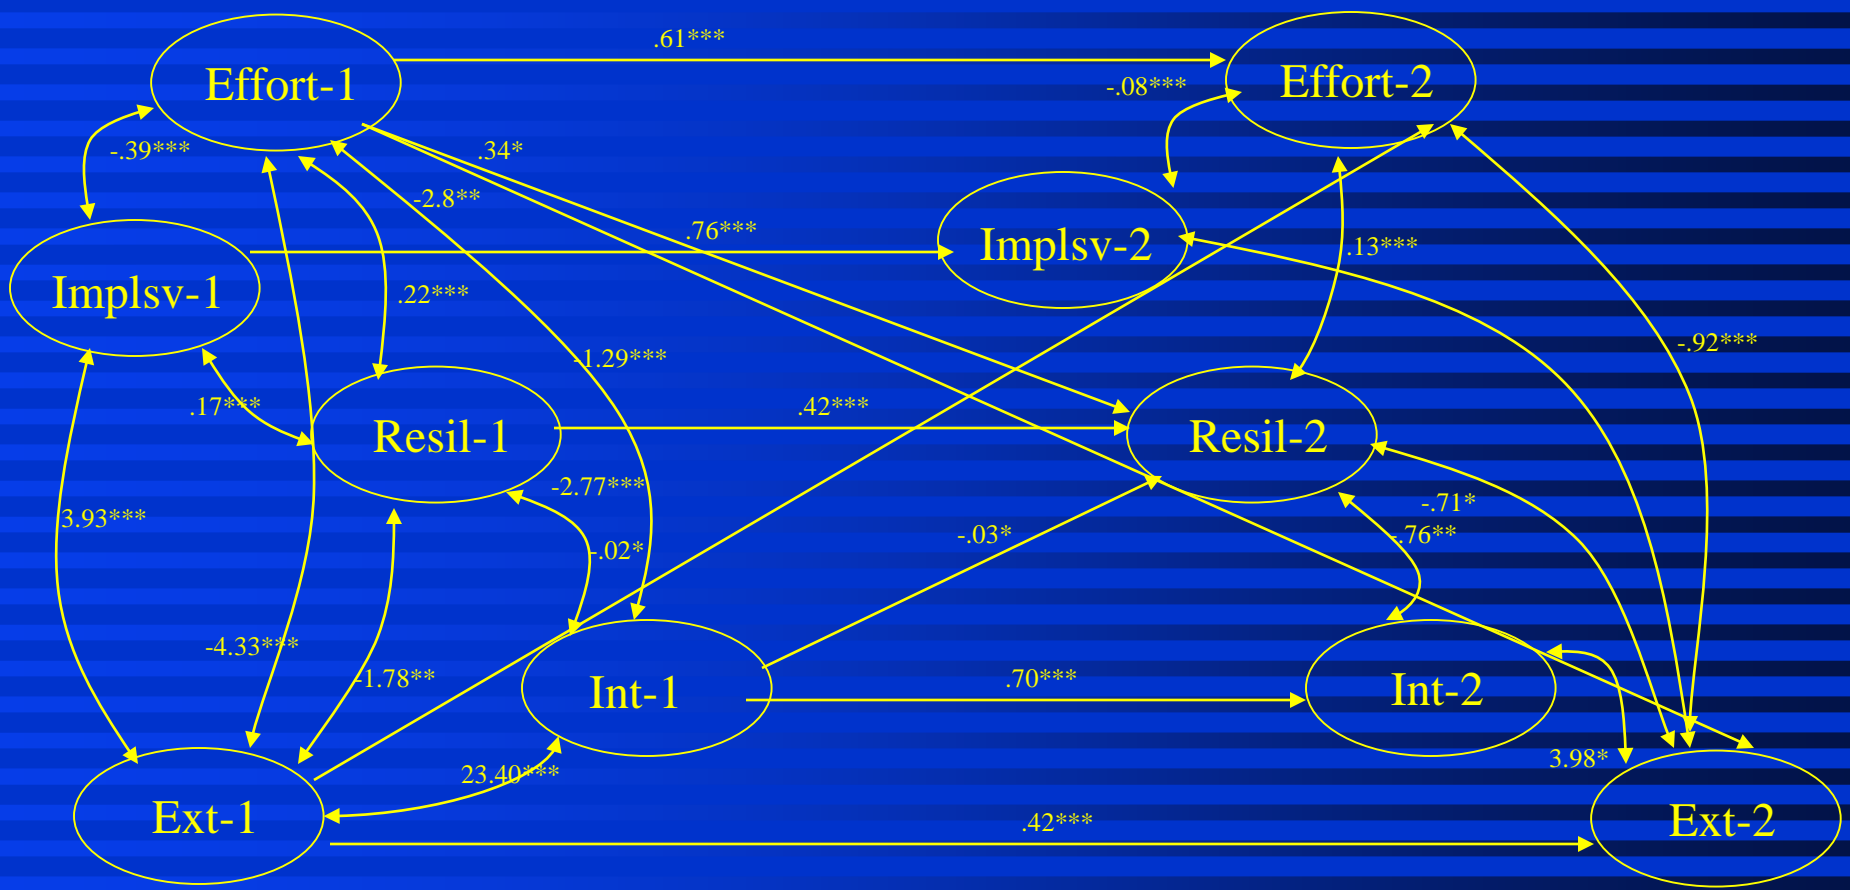 .61***
Effort-1
Effort-2
-.08***
-.39***
.34*
-2.8**
.76***
Implsv-2
.13***
Implsv-1
.22***
-1.29***
-.92***
.17***
.42***
Resil-1
Resil-2
-2.77***
-.71*
3.93***
-.03*
-.76**
-.02*
-4.33***
-1.78**
.70***
Int-1
Int-2
3.98*
23.40***
Ext-1
.42***
Ext-2